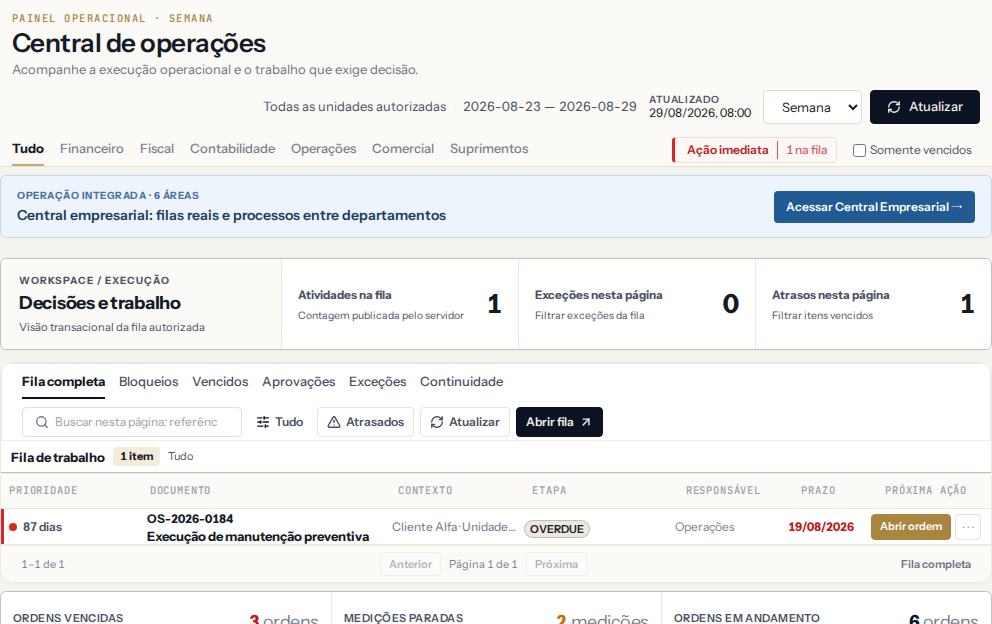 PAINEL OPERACIONAL · SEMANA
Central de operações
Acompanhe a execução operacional e o trabalho que exige decisão.
Todas as unidades autorizadas · 2026-08-23 — 2026-08-29
ATUALIZADO
29/08/2026, 08:00
Semana
Atualizar
Tudo Financeiro Fiscal Contabilidade Operações Comercial Suprimentos
Ação imediata 1 na fila
Somente vencidos
OPERAÇÃO INTEGRADA · 6 ÁREAS
Central empresarial: filas reais e processos entre departamentos
Acessar Central Empresarial →
WORKSPACE / EXECUÇÃO
Decisões e trabalho
Visão transacional da fila autorizada
Atividades na fila
Contagem publicada pelo servidor
1
Exceções nesta página
Filtrar exceções da fila
0
Atrasos nesta página
Filtrar itens vencidos
1
Fila completa Bloqueios Vencidos Aprovações Exceções Continuidade
Buscar nesta página: referênc
Tudo
Atrasados
Atualizar
Abrir fila
Fila de trabalho 1 item Tudo
PRIORIDADE DOCUMENTO CONTEXTO ETAPA RESPONSÁVEL PRAZO PRÓXIMA AÇÃO
87 dias
OS-2026-0184
Execução de manutenção preventiva
Cliente Alfa·Unidade…
OVERDUE
Operações
29/08/2026
Abrir ordem
···
1–1 de 1
Anterior Página 1 de 1 Próxima
Fila completa
ORDENS VENCIDAS 3 ordens
MEDIÇÕES PARADAS 2 medições
ORDENS EM ANDAMENTO 6 ordens